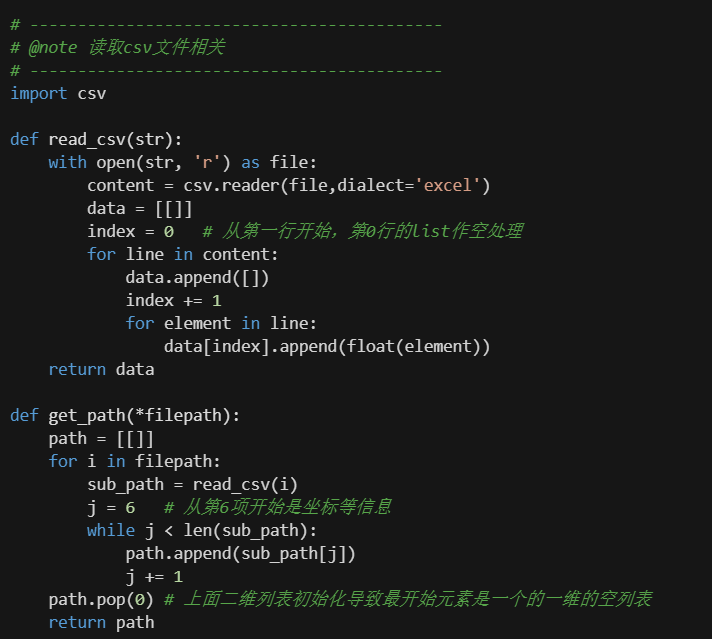 # -------------------------------------------
# @note 读取csv文件相关
# -------------------------------------------
import csv

def read_csv(str):
    with open(str, 'r') as file:
        content = csv.reader(file,dialect='excel')
        data = [[]]
        index = 0   # 从第一行开始，第0行的list作空处理
        for line in content:
            data.append([])
            index += 1
            for element in line:
                data[index].append(float(element))
    return data

def get_path(*filepath):
    path = [[]]
    for i in filepath:
        sub_path = read_csv(i)
        j = 6   # 从第6项开始是坐标等信息
        while j < len(sub_path):
            path.append(sub_path[j])
            j += 1
    path.pop(0) # 上面二维列表初始化导致最开始元素是一个的一维的空列表
    return path